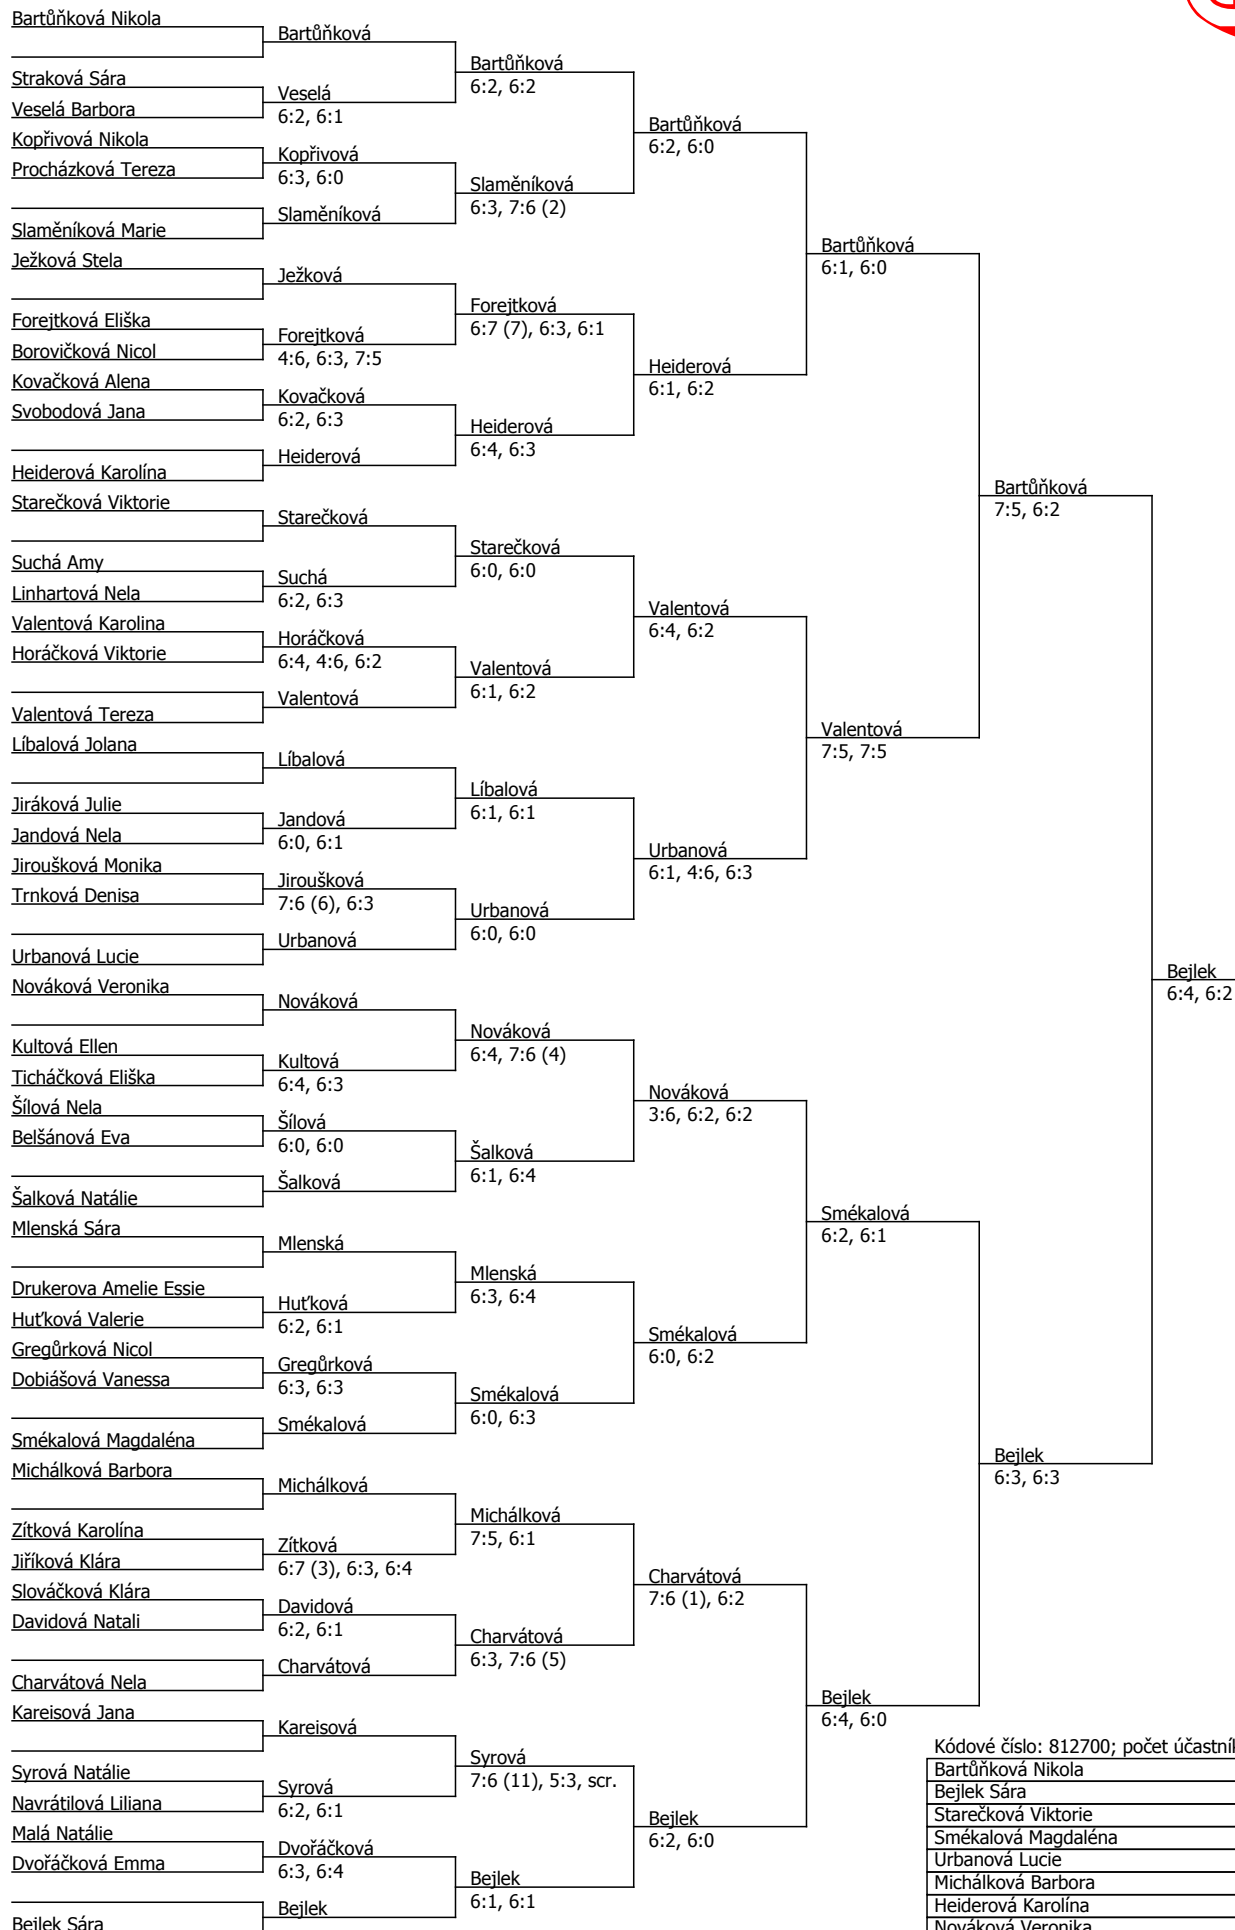 Bartůňková Nikola
Straková Sára
Veselá Barbora
Kopřivová Nikola
Procházková Tereza
Slaměníková Marie
Ježková Stela
Forejtková Eliška
Borovičková Nicol
Kovačková Alena
Svobodová Jana
Heiderová Karolína
Starečková Viktorie
Suchá Amy
Linhartová Nela
Valentová Karolina
Horáčková Viktorie
Valentová Tereza
Líbalová Jolana
Jiráková Julie
Jandová Nela
Jiroušková Monika
Trnková Denisa
Urbanová Lucie
Nováková Veronika
Kultová Ellen
Ticháčková Eliška
Šílová Nela
Belšánová Eva
Šalková Natálie
Mlenská Sára
Drukerova Amelie Essie
Huťková Valerie
Gregůrková Nicol
Dobiášová Vanessa
Smékalová Magdaléna
Michálková Barbora
Zítková Karolína
Jiříková Klára
Slováčková Klára
Davidová Natali
Charvátová Nela
Kareisová Jana
Syrová Natálie
Navrátilová Liliana
Malá Natálie
Dvořáčková Emma
Bejlek Sára
Bartůňková
Veselá
6:2, 6:1
Kopřivová
6:3, 6:0
Slaměníková
Ježková
Forejtková
4:6, 6:3, 7:5
Kovačková
6:2, 6:3
Heiderová
Starečková
Suchá
6:2, 6:3
Horáčková
6:4, 4:6, 6:2
Valentová
Líbalová
Jandová
6:0, 6:1
Jiroušková
7:6 (6), 6:3
Urbanová
Nováková
Kultová
6:4, 6:3
Šílová
6:0, 6:0
Šalková
Mlenská
Huťková
6:2, 6:1
Gregůrková
6:3, 6:3
Smékalová
Michálková
Zítková
6:7 (3), 6:3, 6:4
Davidová
6:2, 6:1
Charvátová
Kareisová
Syrová
6:2, 6:1
Dvořáčková
6:3, 6:4
Bejlek
Bartůňková
6:2, 6:2
Slaměníková
6:3, 7:6 (2)
Forejtková
6:7 (7), 6:3, 6:1
Heiderová
6:4, 6:3
Starečková
6:0, 6:0
Valentová
6:1, 6:2
Líbalová
6:1, 6:1
Urbanová
6:0, 6:0
Nováková
6:4, 7:6 (4)
Šalková
6:1, 6:4
Mlenská
6:3, 6:4
Smékalová
6:0, 6:3
Michálková
7:5, 6:1
Charvátová
6:3, 7:6 (5)
Syrová
7:6 (11), 5:3, scr.
Bejlek
6:1, 6:1
Bartůňková
6:2, 6:0
Heiderová
6:1, 6:2
Valentová
6:4, 6:2
Urbanová
6:1, 4:6, 6:3
Nováková
3:6, 6:2, 6:2
Smékalová
6:0, 6:2
Charvátová
7:6 (1), 6:2
Bejlek
6:2, 6:0
Bartůňková
6:1, 6:0
Valentová
7:5, 7:5
Smékalová
6:2, 6:1
Bejlek
6:4, 6:0
Bartůňková
7:5, 6:2
Bejlek
6:3, 6:3
Bejlek
6:4, 6:2
Kódové číslo: 812700; počet účastník
Bartůňková Nikola
Bejlek Sára
Starečková Viktorie
Smékalová Magdaléna
Urbanová Lucie
Michálková Barbora
Heiderová Karolína
Nováková Veronika